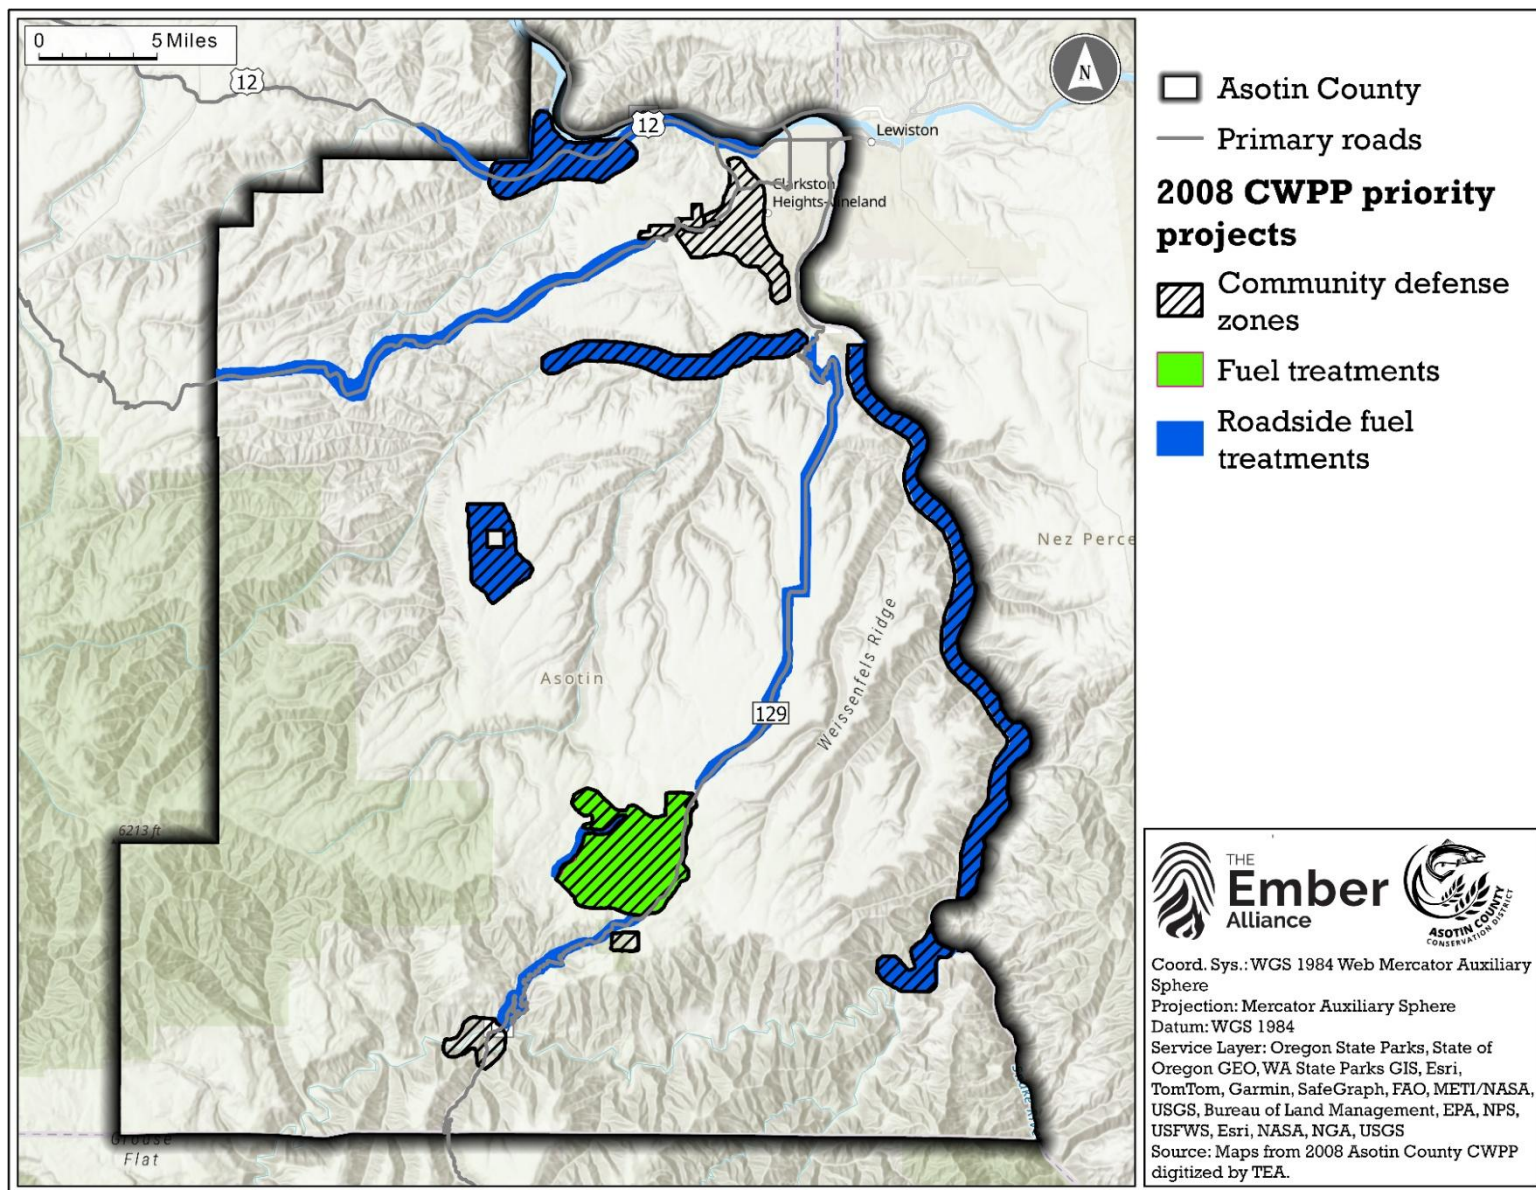 0 5 Miles
12
12
N
Lewiston
Clarkston
Heights-Vineland
Nez Perce
Weissenfels Ridge
Asotin
129
6213 ft
Grouse
Flat
Asotin County
Primary roads
2008 CWPP priority
projects
Community defense
zones
Fuel treatments
Roadside fuel
treatments
THE
Ember
Alliance
ASOTIN COUNTY
CONSERVATION DISTRICT
Coord. Sys.: WGS 1984 Web Mercator Auxiliary
Sphere
Projection: Mercator Auxiliary Sphere
Datum: WGS 1984
Service Layer: Oregon State Parks, State of
Oregon GEO, WA State Parks GIS, Esri,
TomTom, Garmin, SafeGraph, FAO, METI/NASA,
USGS, Bureau of Land Management, EPA, NPS,
USFWS, Esri, NASA, NGA, USGS
Source: Maps from 2008 Asotin County CWPP
digitized by TEA.